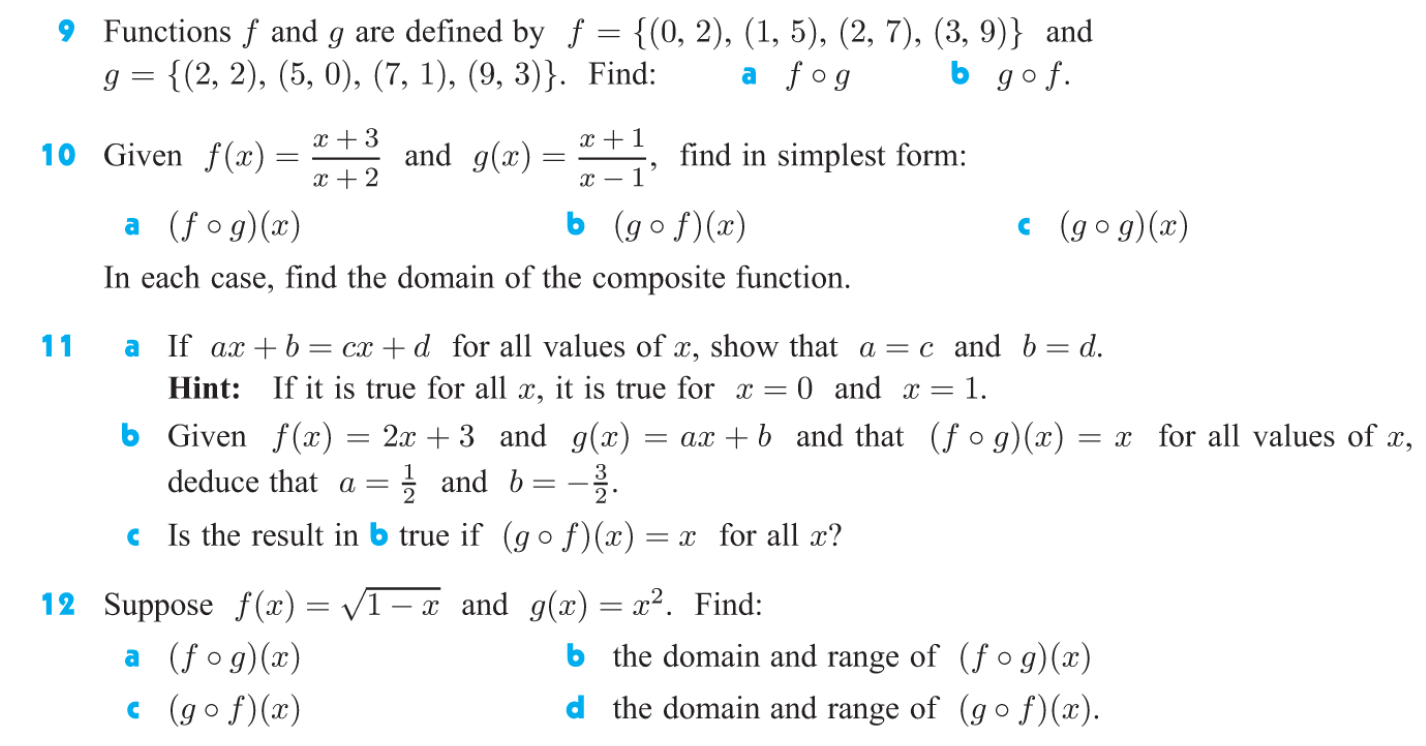 9 Functions f and g are defined by f = {(0, 2), (1, 5), (2, 7), (3, 9)} and
g = {(2, 2), (5, 0), (7, 1), (9, 3)}. Find: a f ∘ g b g ∘ f.
10 Given f(x) = \frac{x + 3}{x + 2} and g(x) = \frac{x + 1}{x − 1}, find in simplest form:
a (f ∘ g)(x) b (g ∘ f)(x) c (g ∘ g)(x)
In each case, find the domain of the composite function.
11 a If ax + b = cx + d for all values of x, show that a = c and b = d.
Hint: If it is true for all x, it is true for x = 0 and x = 1.
b Given f(x) = 2x + 3 and g(x) = ax + b and that (f ∘ g)(x) = x for all values of x,
deduce that a = \frac{1}{2} and b = −\frac{3}{2}.
c Is the result in b true if (g ∘ f)(x) = x for all x?
12 Suppose f(x) = √(1 − x) and g(x) = x². Find:
a (f ∘ g)(x) b the domain and range of (f ∘ g)(x)
c (g ∘ f)(x) d the domain and range of (g ∘ f)(x).